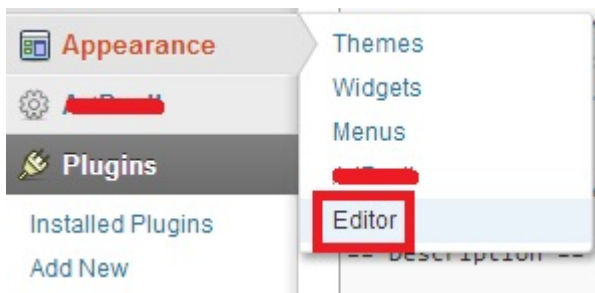 Appearance
Plugins
Installed Plugins
Add New
Themes
Widgets
Menus
Editor
== Description ==